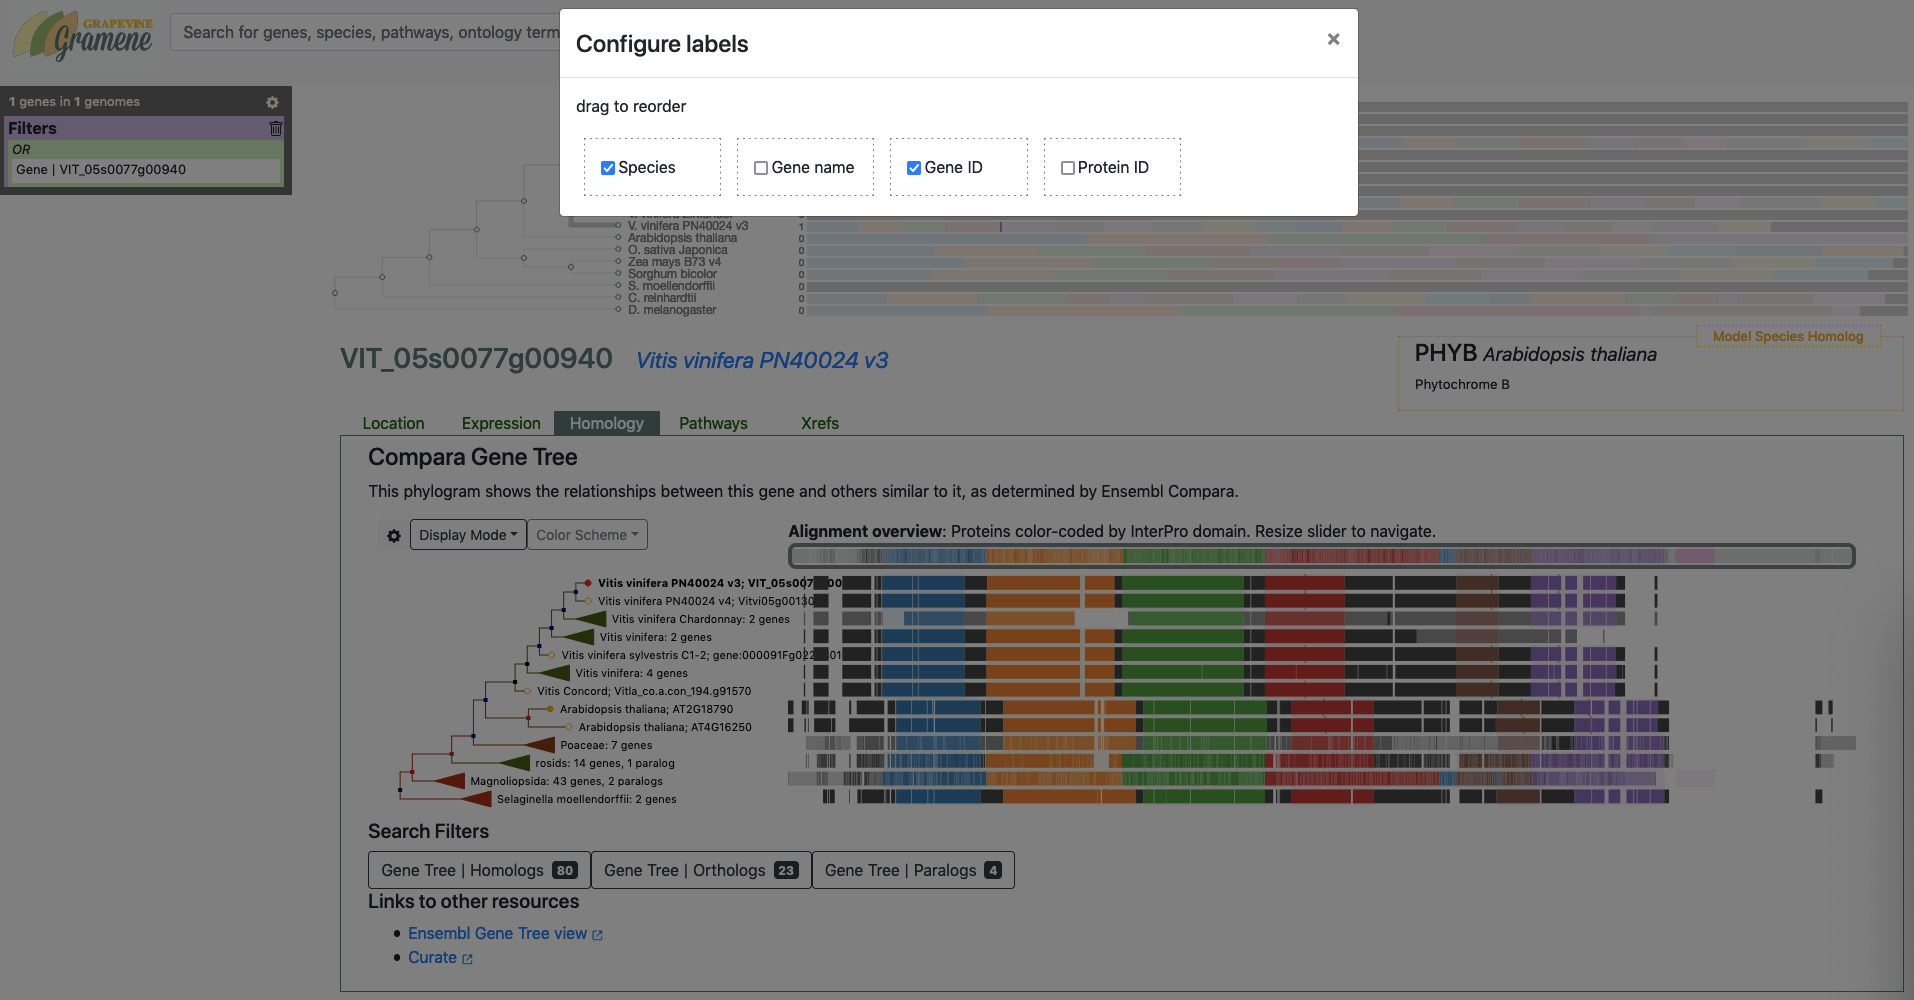 GRAPEVINE
Gramene
Search for genes, species, pathways, ontology term
Configure labels
×
drag to reorder
Species
Gene name
Gene ID
Protein ID
1 genes in 1 genomes
Filters
OR
Gene | VIT_05s0077g00940
V. vinifera PN40024 v3 1
Arabidopsis thaliana 0
O. sativa Japonica 0
Zea mays B73 v4 0
Sorghum bicolor 0
S. moellendorffii 0
C. reinhardtii 0
D. melanogaster 0
VIT_05s0077g00940 Vitis vinifera PN40024 v3
Model Species Homolog
PHYB Arabidopsis thaliana
Phytochrome B
Location Expression Homology Pathways Xrefs
Compara Gene Tree
This phylogram shows the relationships between this gene and others similar to it, as determined by Ensembl Compara.
Display Mode Color Scheme
Alignment overview: Proteins color-coded by InterPro domain. Resize slider to navigate.
Vitis vinifera PN40024 v3;
Vitis vinifera PN40024 v4; Vitvi05g00130
Vitis vinifera Chardonnay: 2 genes
Vitis vinifera: 2 genes
Vitis vinifera sylvestris C1-2;
Vitis vinifera: 4 genes
Vitis Concord; Vitla_co.a.con_194.g91570
Arabidopsis thaliana; AT2G18790
Arabidopsis thaliana; AT4G16250
Poaceae: 7 genes
rosids: 14 genes, 1 paralog
Magnoliopsida: 43 genes, 2 paralogs
Selaginella moellendorffii: 2 genes
Search Filters
Gene Tree | Homologs 80
Gene Tree | Orthologs 23
Gene Tree | Paralogs 4
Links to other resources
Ensembl Gene Tree view
Curate